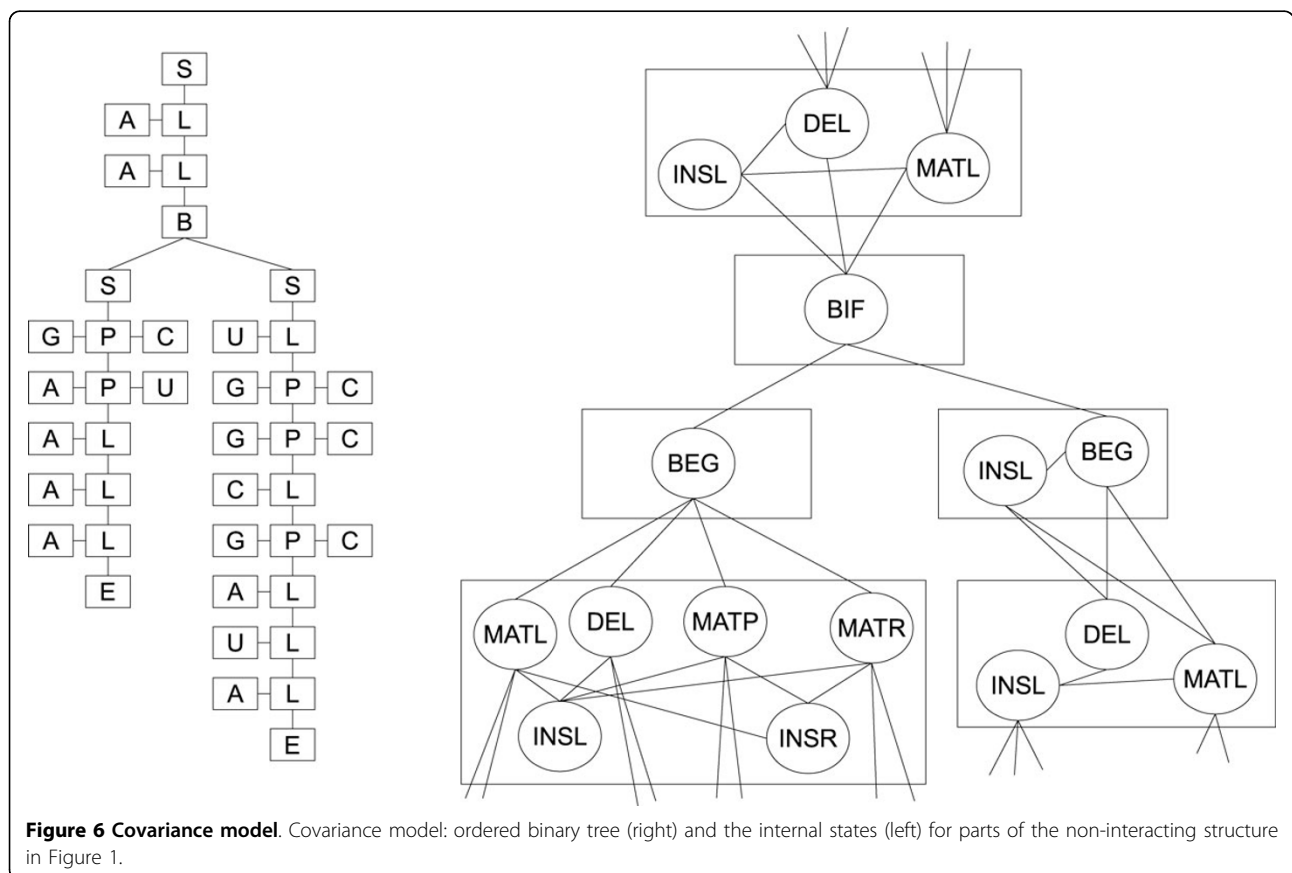 S
A L
A L
B
S S
G P C U L
A P U G P C
A L G P C
A L C L
A L G P C
E A L
U L
A L
E
DEL
INSL MATL
BIF
BEG INSL BEG
MATL DEL MATP MATR
INSL INSR
DEL
INSL MATL
Figure 6 Covariance model. Covariance model: ordered binary tree (right) and the internal states (left) for parts of the non-interacting structure
in Figure 1.